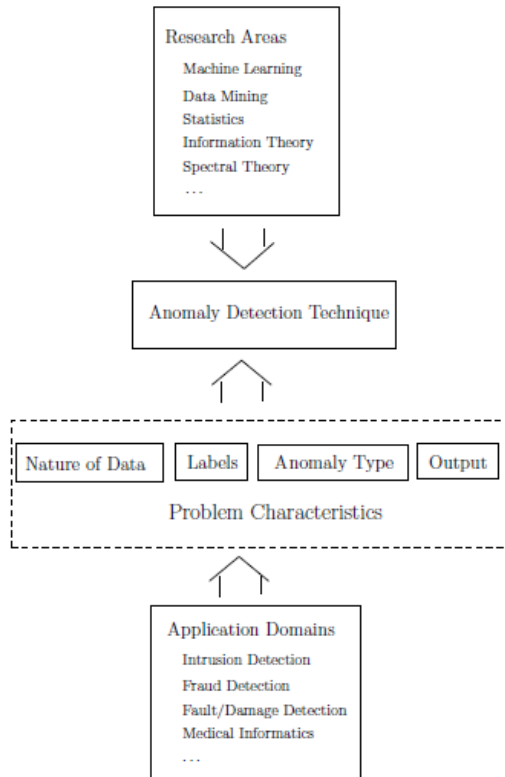 Research Areas
Machine Learning
Data Mining
Statistics
Information Theory
Spectral Theory
...
Anomaly Detection Technique
Nature of Data Labels Anomaly Type Output
Problem Characteristics
Application Domains
Intrusion Detection
Fraud Detection
Fault/Damage Detection
Medical Informatics
...